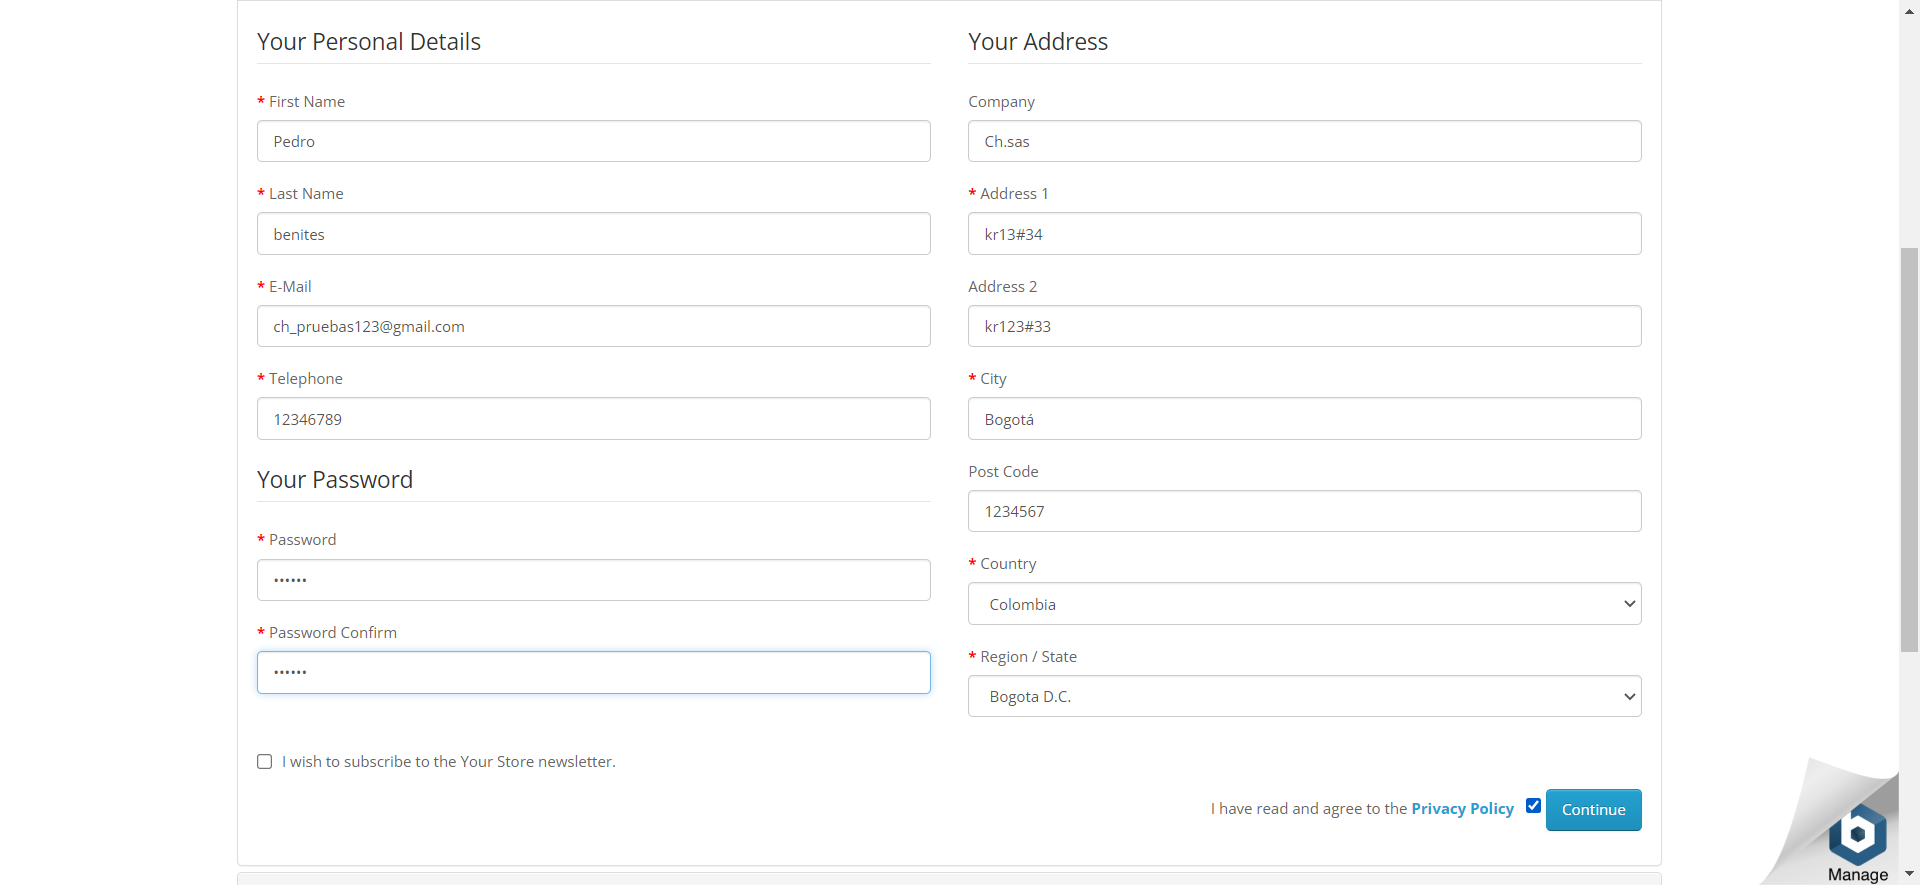 Your Personal Details
* First Name
Pedro
* Last Name
benites
* E-Mail
ch_pruebas123@gmail.com
* Telephone
12346789
Your Password
* Password
••••••
* Password Confirm
••••••
Your Address
Company
Ch.sas
* Address 1
kr13#34
Address 2
kr123#33
* City
Bogotá
Post Code
1234567
* Country
Colombia
* Region / State
Bogota D.C.
I wish to subscribe to the Your Store newsletter.
I have read and agree to the Privacy Policy
Continue
b
Manage